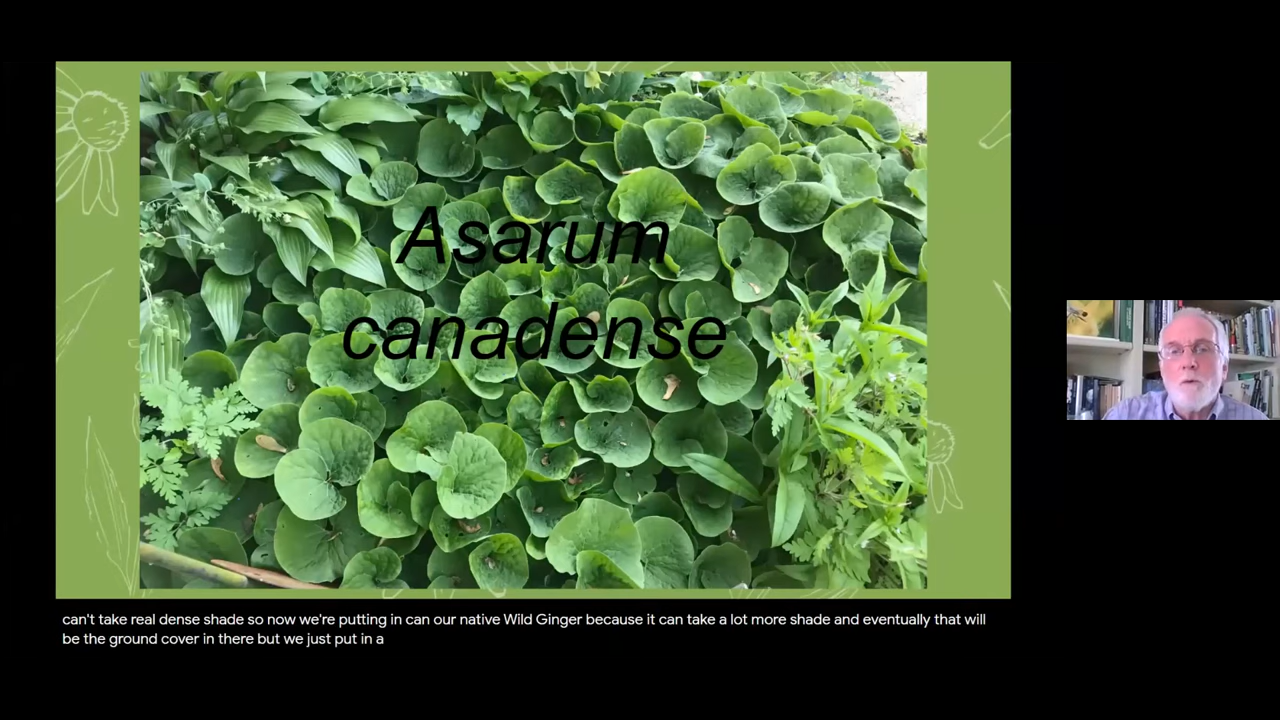 Asarum
canadense
can't take real dense shade so now we're putting in can our native Wild Ginger because it can take a lot more shade and eventually that will
be the ground cover in there but we just put in a